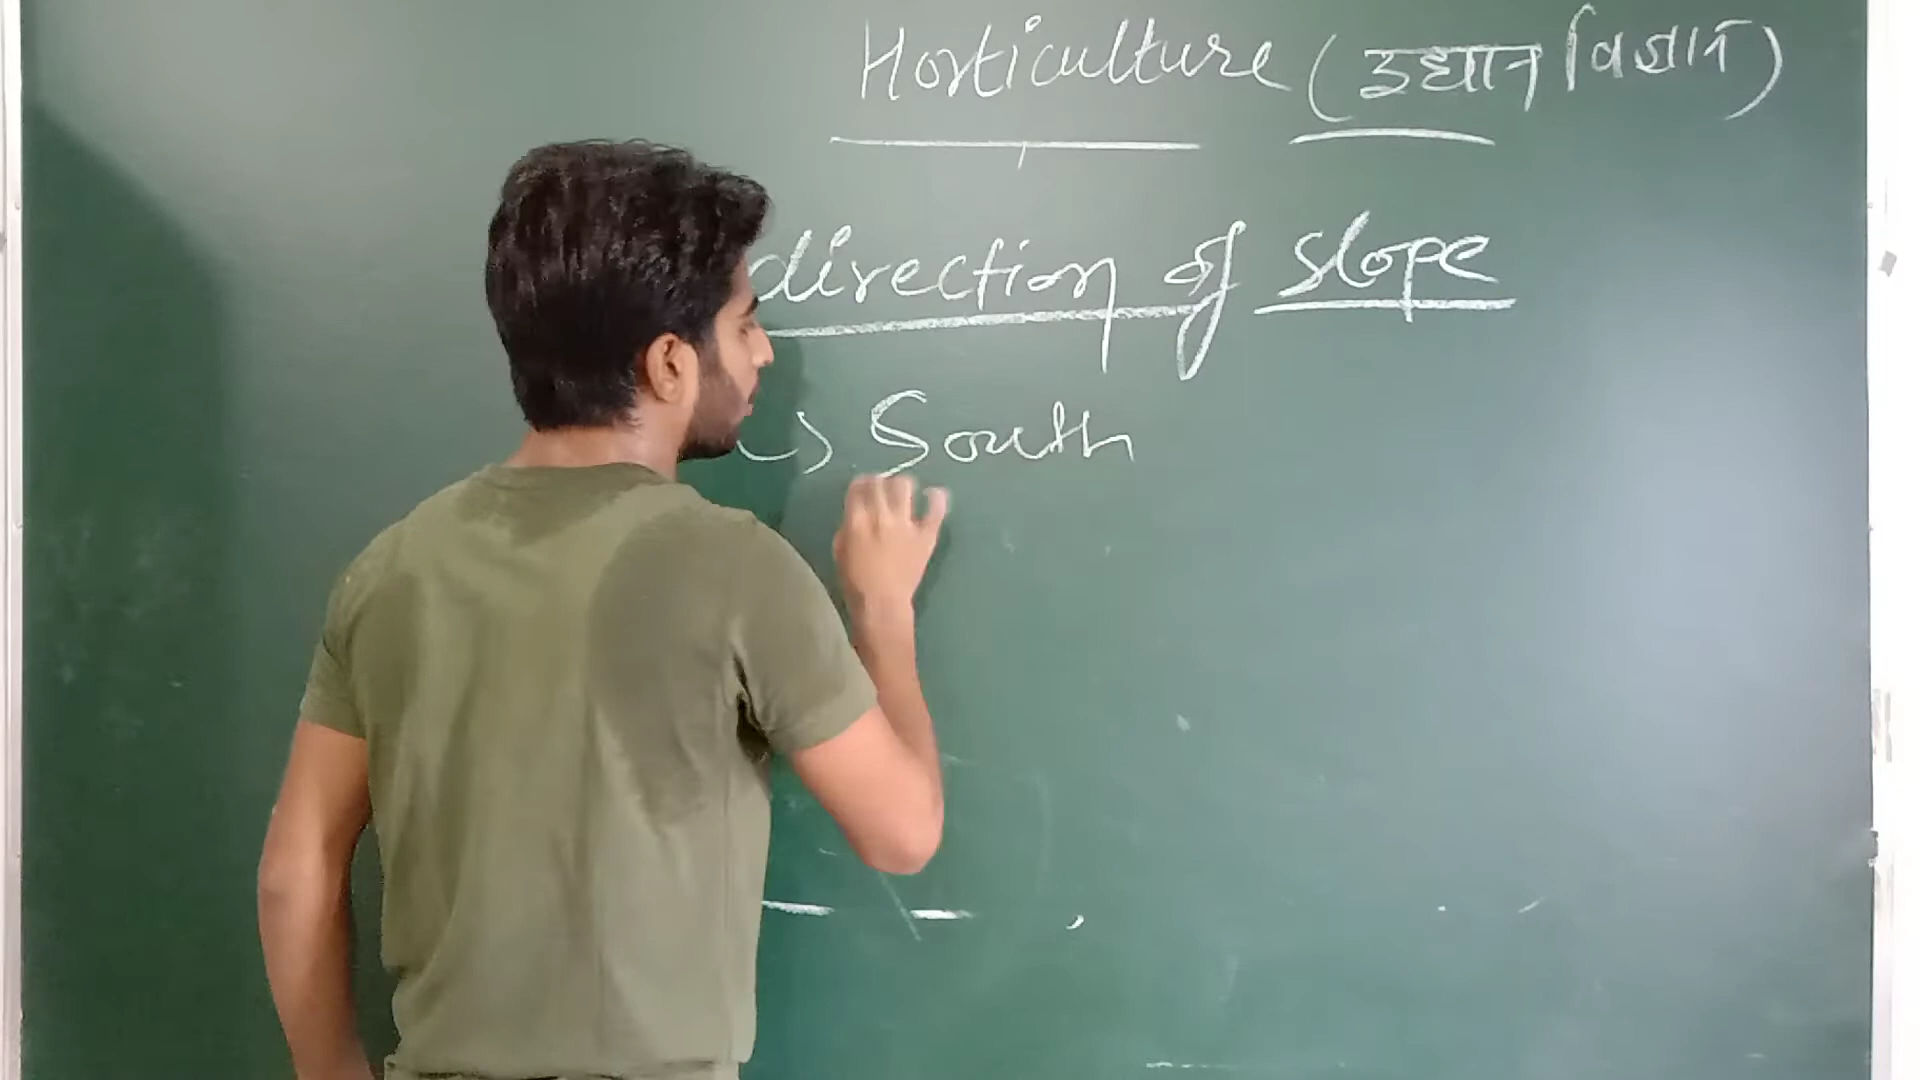 Horticulture (उद्यान विज्ञान)
direction of slope
→ South